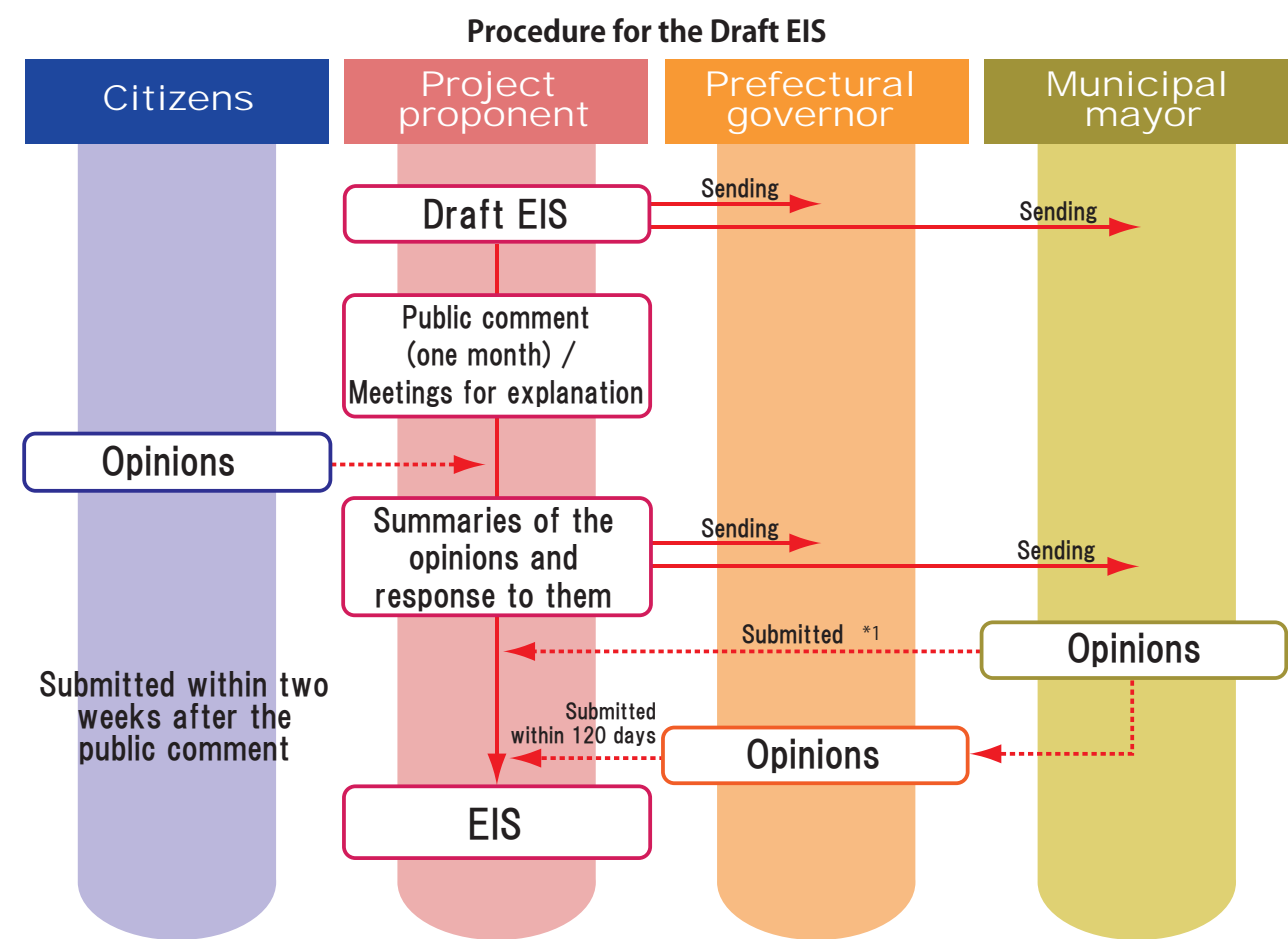 Procedure for the Draft EIS
Citizens
Project
proponent
Prefectural
governor
Municipal
mayor
Draft EIS
Sending
Sending
Public comment
(one month) /
Meetings for explanation
Opinions
Summaries of the
opinions and
response to them
Sending
Sending
Submitted *1
Opinions
Submitted within two
weeks after the
public comment
Submitted
within 120 days
Opinions
EIS